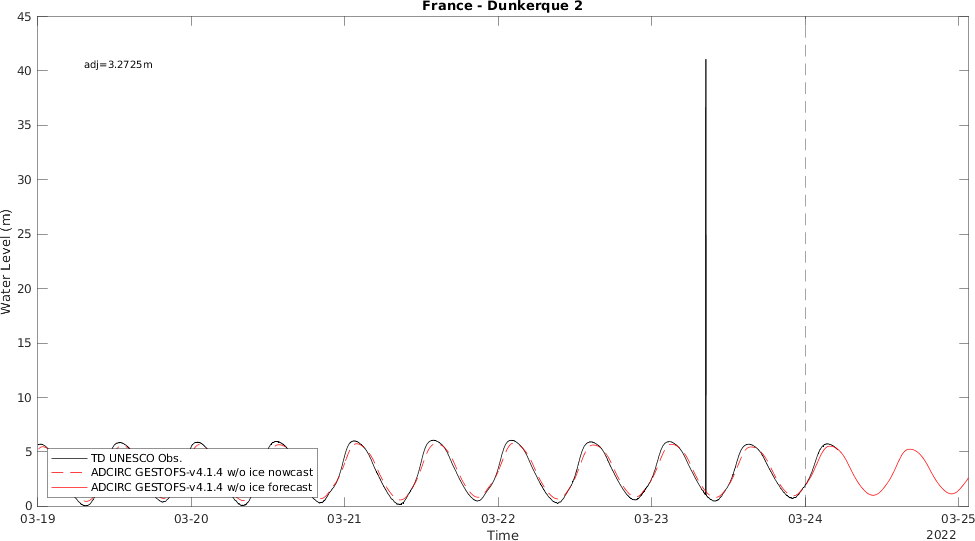 France - Dunkerque 2
adj=3.2725m
45
40
35
30
25
20
15
10
5
0
Water Level (m)
TD UNESCO Obs.
ADCIRC GESTOFS-v4.1.4 w/o ice nowcast
ADCIRC GESTOFS-v4.1.4 w/o ice forecast
03-19 03-20 03-21 03-22 03-23 03-24 03-25
Time
2022